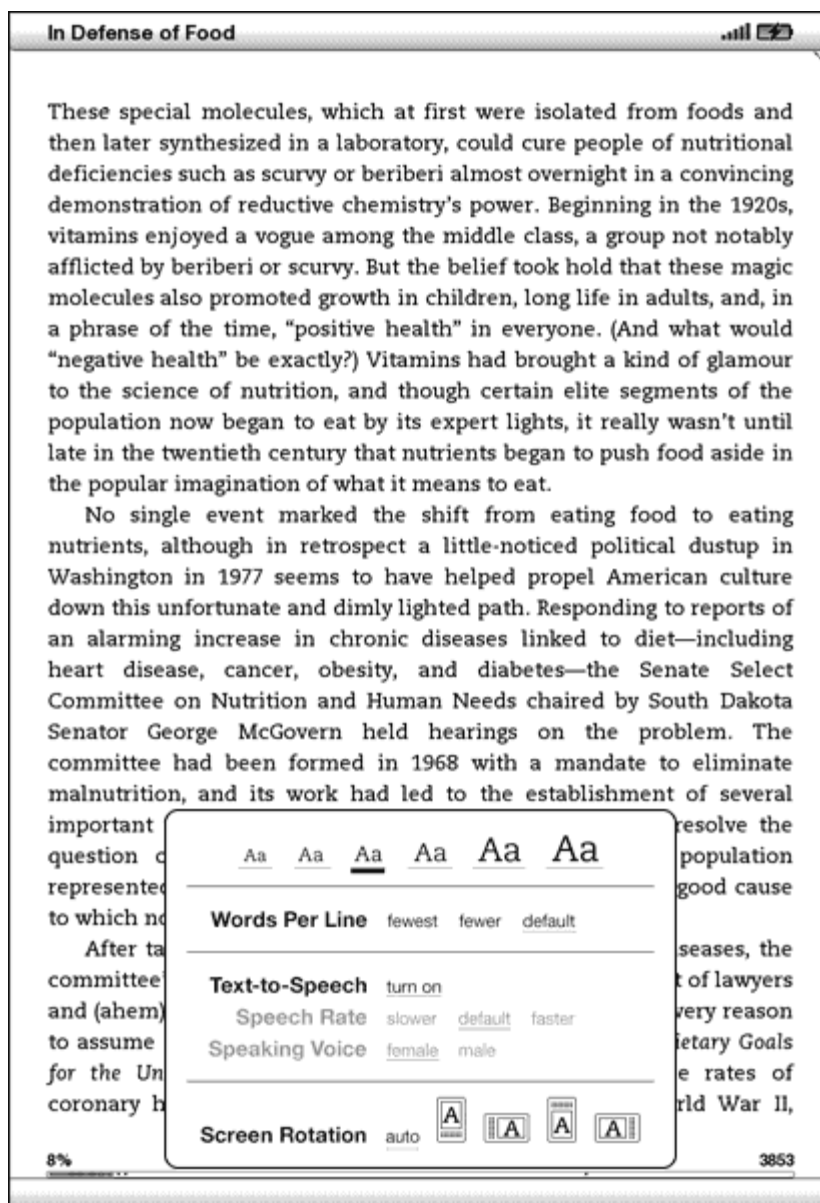 In Defense of Food
These special molecules, which at first were isolated from foods and
then later synthesized in a laboratory, could cure people of nutritional
deficiencies such as scurvy or beriberi almost overnight in a convincing
demonstration of reductive chemistry's power. Beginning in the 1920s,
vitamins enjoyed a vogue among the middle class, a group not notably
afflicted by beriberi or scurvy. But the belief took hold that these magic
molecules also promoted growth in children, long life in adults, and, in
a phrase of the time, “positive health” in everyone. (And what would
“negative health” be exactly?) Vitamins had brought a kind of glamour
to the science of nutrition, and though certain elite segments of the
population now began to eat by its expert lights, it really wasn't until
late in the twentieth century that nutrients began to push food aside in
the popular imagination of what it means to eat.
No single event marked the shift from eating food to eating
nutrients, although in retrospect a little-noticed political dustup in
Washington in 1977 seems to have helped propel American culture
down this unfortunate and dimly lighted path. Responding to reports of
an alarming increase in chronic diseases linked to diet—including
heart disease, cancer, obesity, and diabetes—the Senate Select
Committee on Nutrition and Human Needs chaired by South Dakota
Senator George McGovern held hearings on the problem. The
committee had been formed in 1968 with a mandate to eliminate
malnutrition, and its work had led to the establishment of several
important resolve the
question population
represented good cause
to which
After seases, the
committee' of lawyers
and (ahem) very reason
to assume ietary Goals
for the Un e rates of
coronary h rld War II,
Aa Aa Aa Aa Aa Aa
Words Per Line fewest fewer default
Text-to-Speech turn on
Speech Rate slower default faster
Speaking Voice female male
Screen Rotation auto A A A A
8% 3853